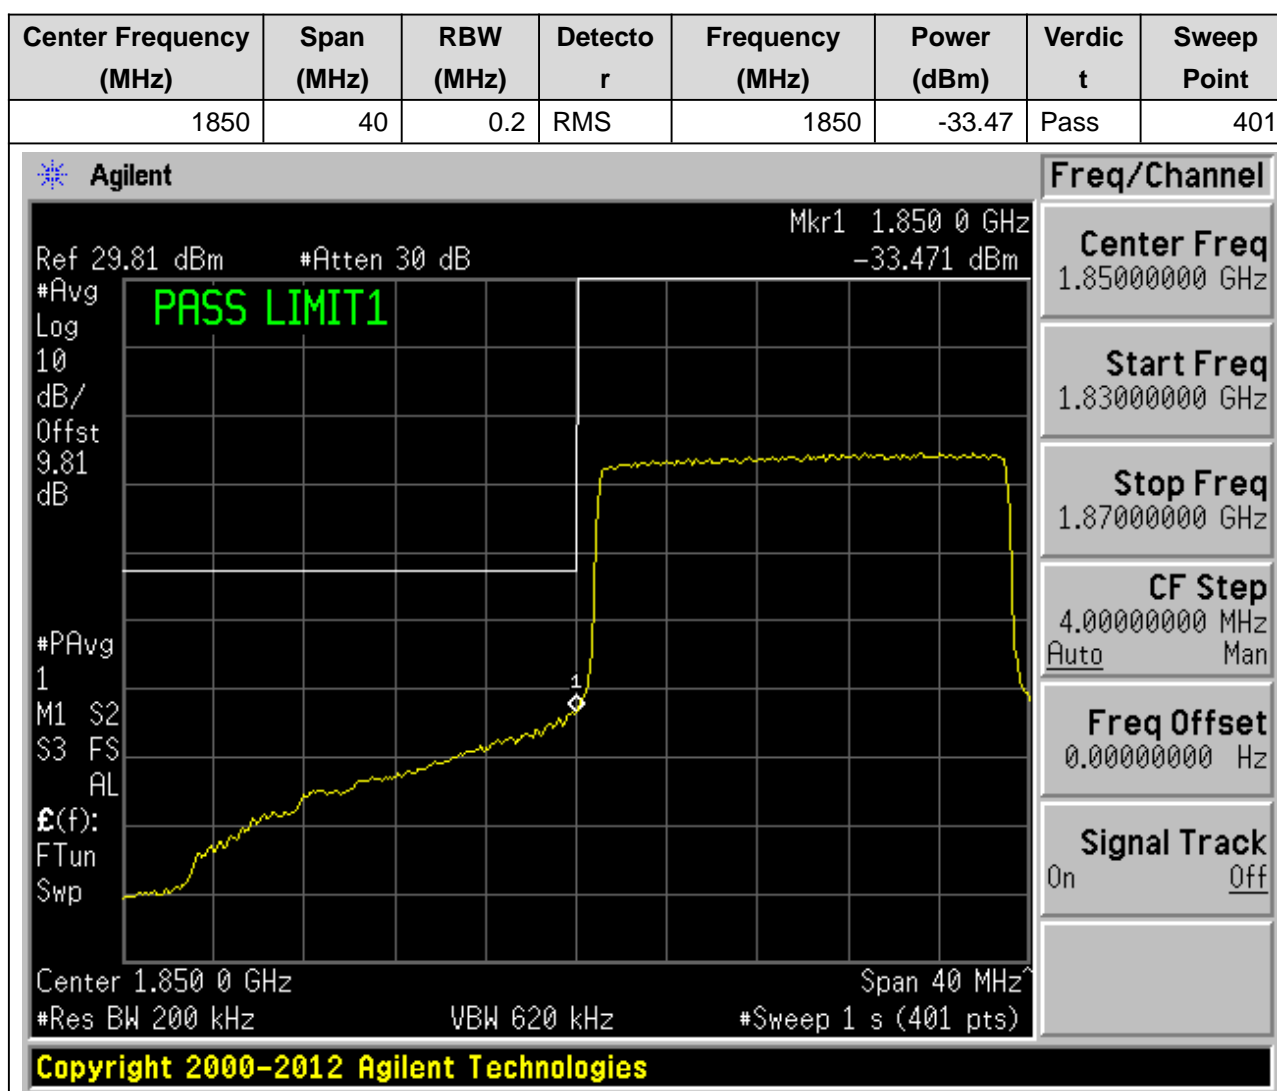 Center Frequency Span RBW Detecto Frequency Power Verdic Sweep
(MHz) (MHz) (MHz) r (MHz) (dBm) t Point
1850 40 0.2 RMS 1850 -33.47 Pass 401
Agilent Freq/Channel
Mkr1 1.850 0 GHz
Ref 29.81 dBm #Atten 30 dB -33.471 dBm
#Avg
Log
10
dB/
Offst
9.81
dB
PASS LIMIT1
#PAvg
1
M1 S2
S3 FS
AL
£(f):
FTun
Swp
1
Center 1.850 0 GHz Span 40 MHz^
#Res BW 200 kHz VBW 620 kHz #Sweep 1 s (401 pts)
Center Freq
1.85000000 GHz
Start Freq
1.83000000 GHz
Stop Freq
1.87000000 GHz
CF Step
4.00000000 MHz
Auto Man
Freq Offset
0.00000000 Hz
Signal Track
On Off
Copyright 2000-2012 Agilent Technologies